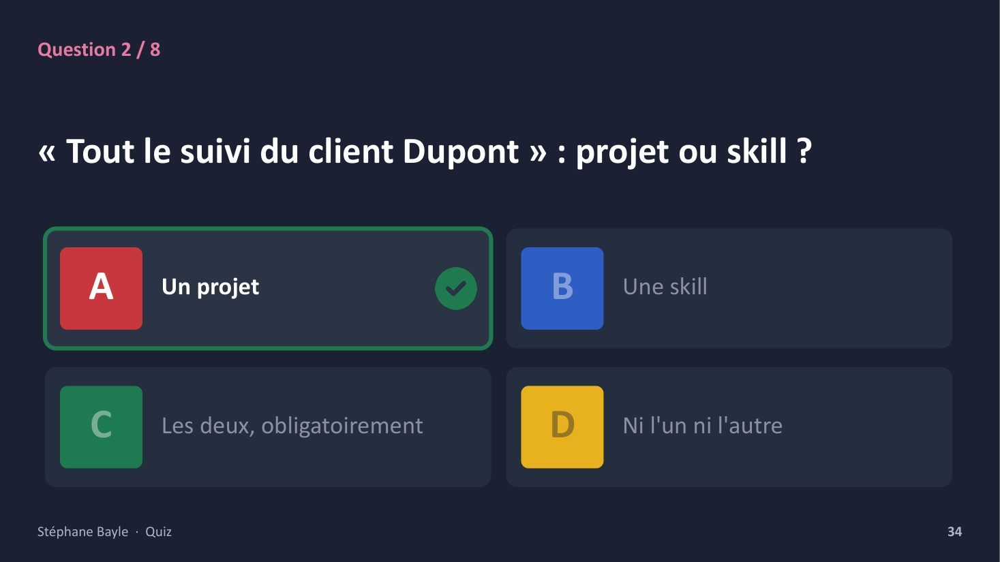 Question 2 / 8
« Tout le suivi du client Dupont » : projet ou skill ?
A
Un projet
B
Une skill
C
Les deux, obligatoirement
D
Ni l'un ni l'autre
Stéphane Bayle · Quiz
34